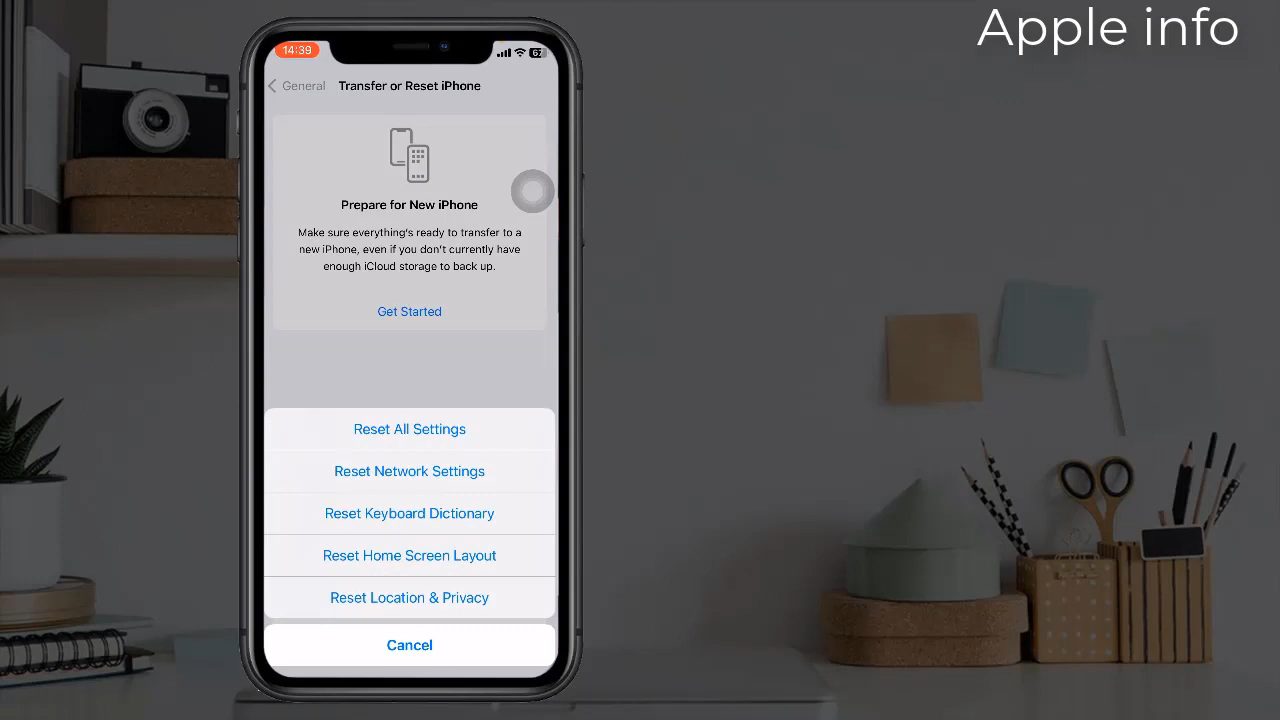 Apple info
14:39
67
General
Transfer or Reset iPhone
Prepare for New iPhone
Make sure everything's ready to transfer to a
new iPhone, even if you don't currently have
enough iCloud storage to back up.
Get Started
Reset All Settings
Reset Network Settings
Reset Keyboard Dictionary
Reset Home Screen Layout
Reset Location & Privacy
Cancel